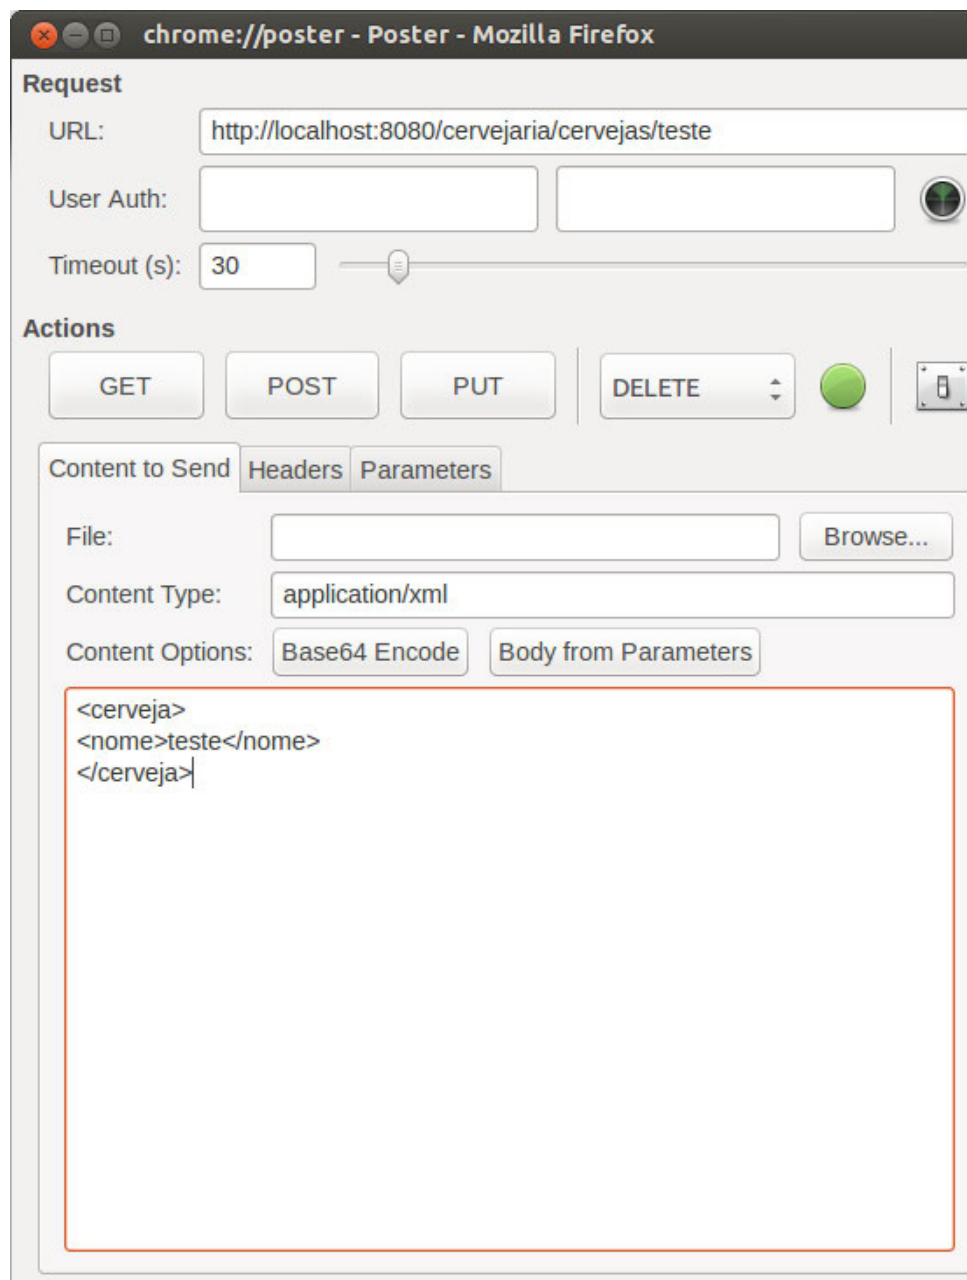 chrome://poster - Poster - Mozilla Firefox
Request
URL: http://localhost:8080/cervejaria/cervejas/teste
User Auth:
Timeout (s): 30
Actions
GET POST PUT DELETE
Content to Send Headers Parameters
File: Browse...
Content Type: application/xml
Content Options: Base64 Encode Body from Parameters
<cerveja>
<nome>teste</nome>
</cerveja>